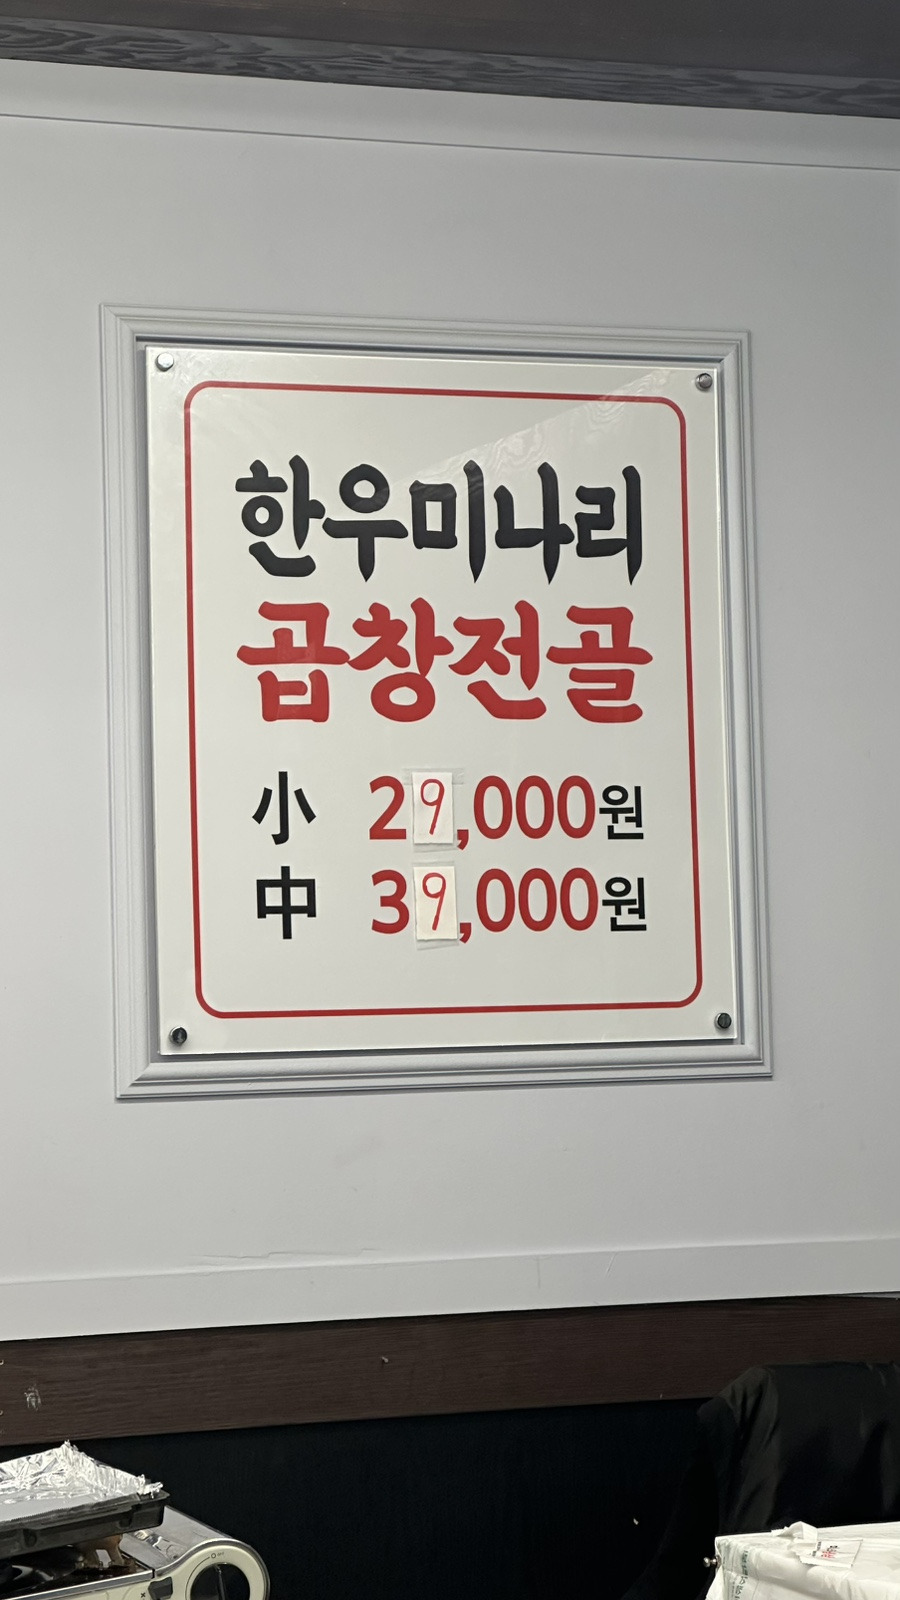 한우미나리
곱창전골
小 29,000원
中 39,000원